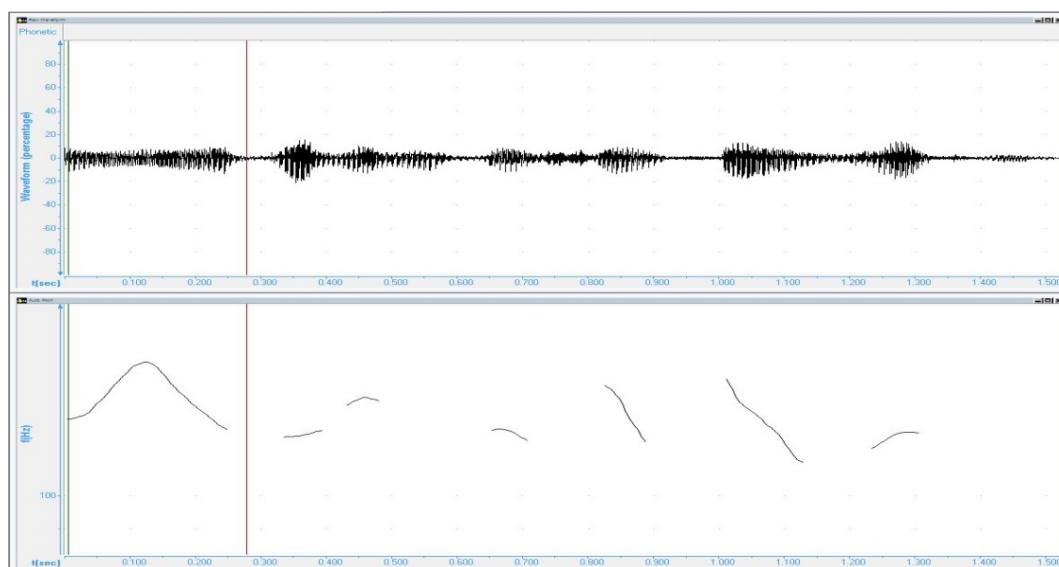 Raw Waveform
Phonetic
80
60
40
20
0
-20
-40
-60
-80
Waveform (percentage)
t(sec) 0.100 0.200 0.300 0.400 0.500 0.600 0.700 0.800 0.900 1.000 1.100 1.200 1.300 1.400 1.500
Auto Pitch
f(Hz)
100
t(sec) 0.100 0.200 0.300 0.400 0.500 0.600 0.700 0.800 0.900 1.000 1.100 1.200 1.300 1.400 1.500